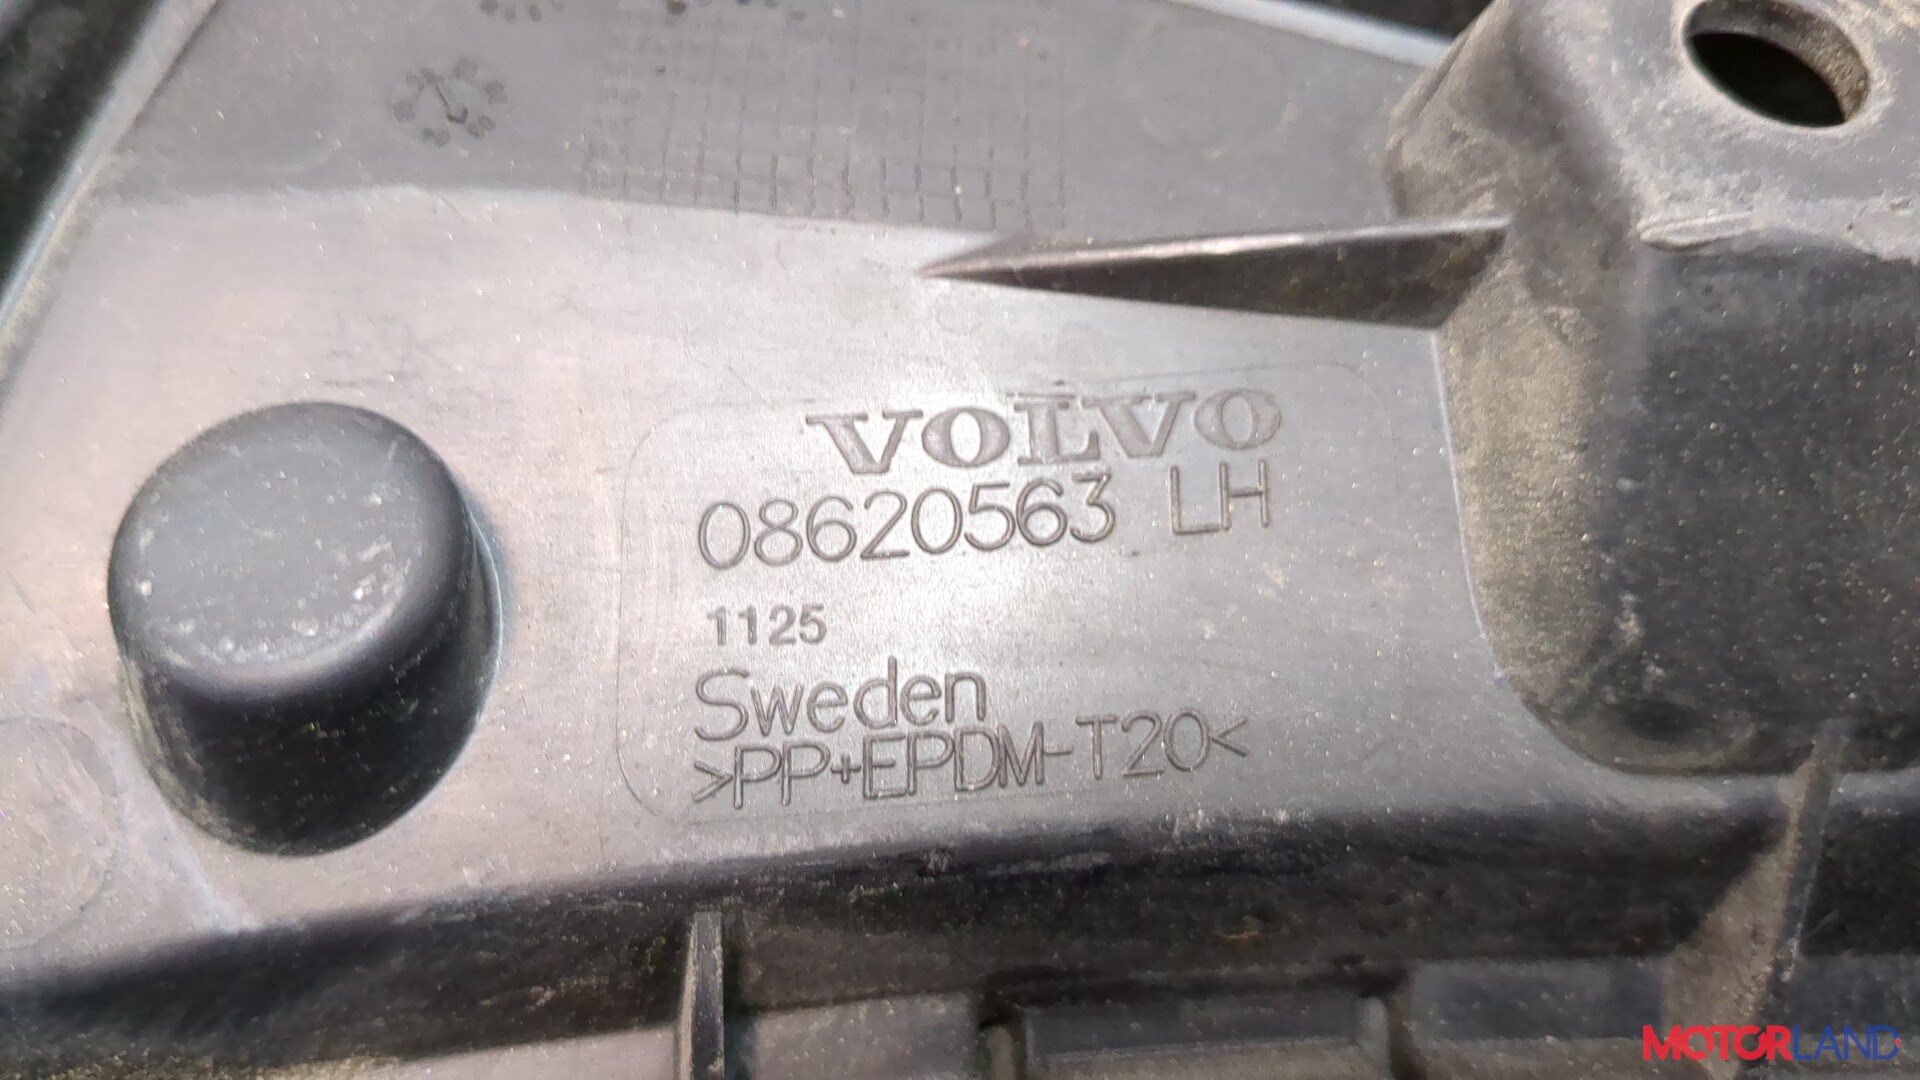 VOLVO
08620563 LH
1125
Sweden
>PP+EPDM-T20<
MOTORLAND